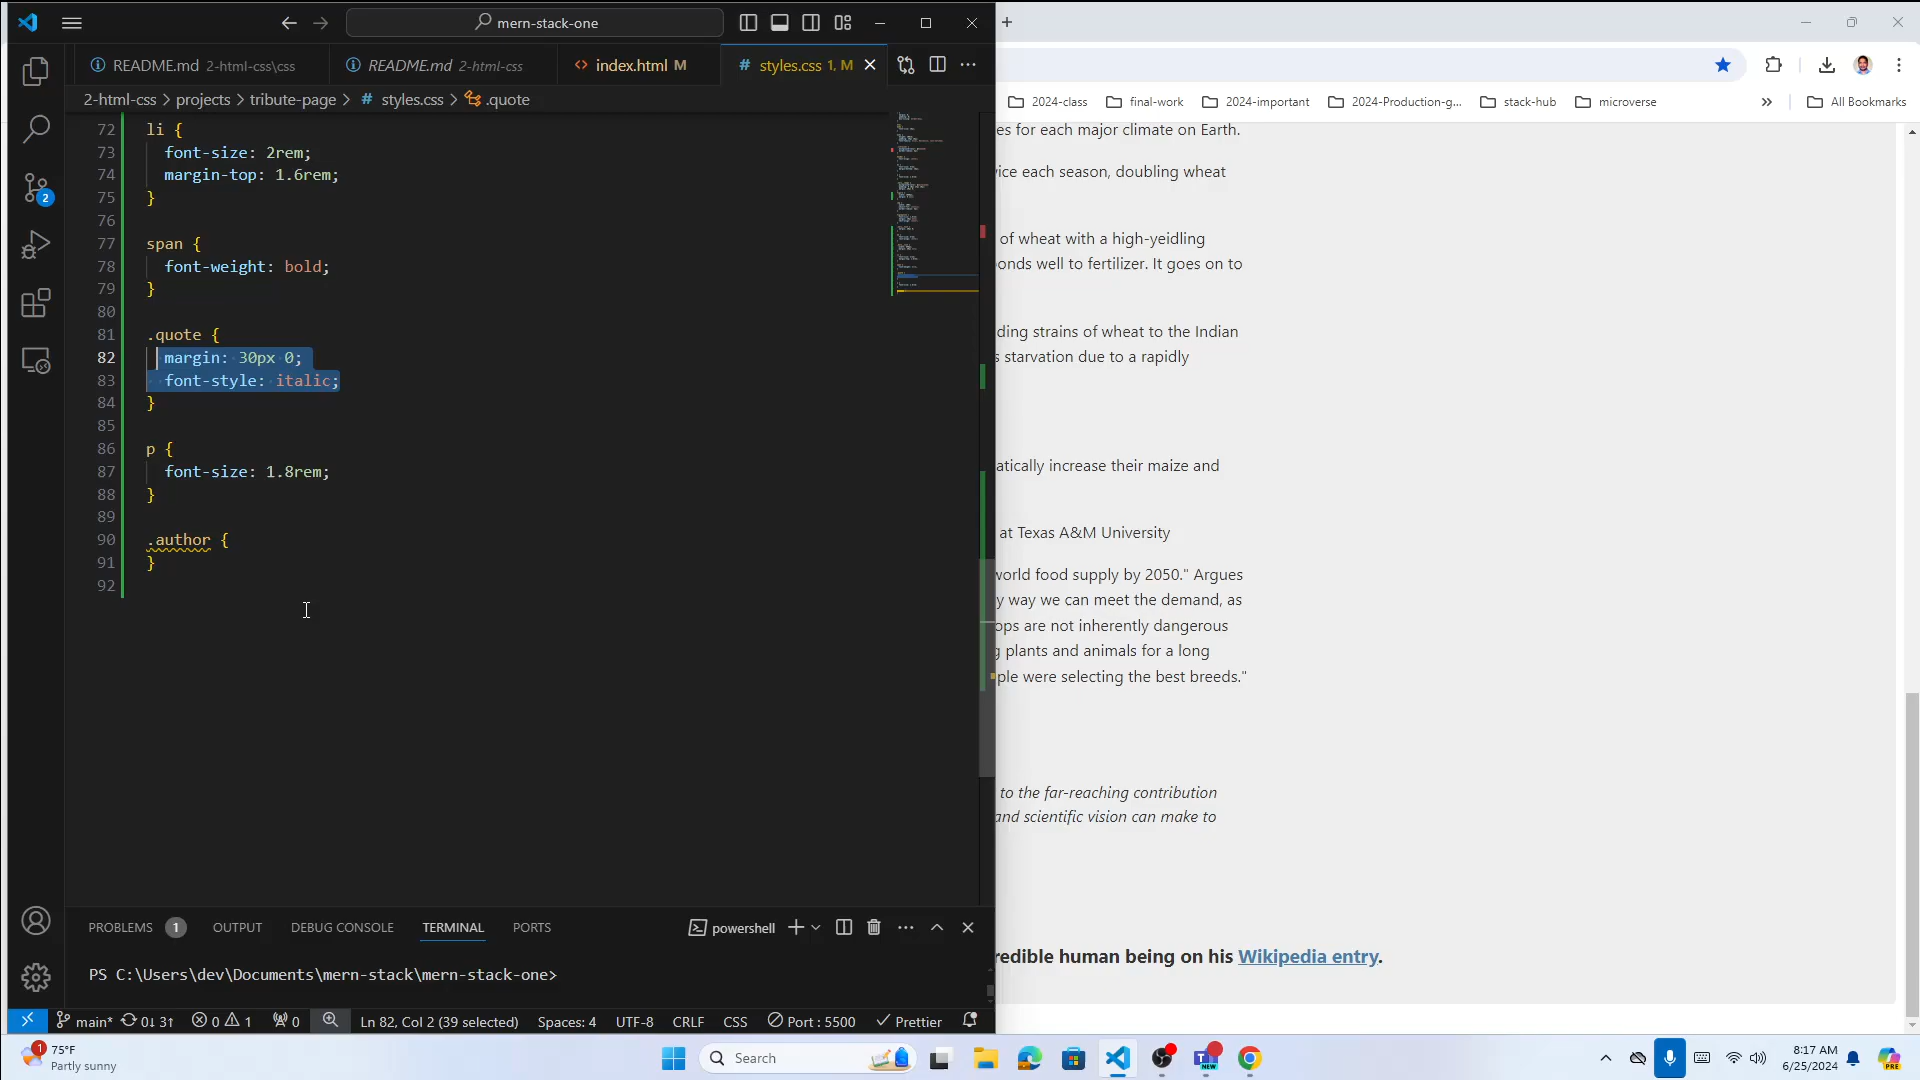 mern-stack-one
README.md 2-html-css\css
README.md 2-html-css
index.html M
styles.css 1, M
2-html-css > projects > tribute-page > # styles.css > .quote
72 li {
73 font-size: 2rem;
74 margin-top: 1.6rem;
75 }
76
77 span {
78 font-weight: bold;
79 }
80
81 .quote {
82 margin: 30px 0;
83 font-style: italic;
84 }
85
86 p {
87 font-size: 1.8rem;
88 }
89
90 .author {
91 }
92
2
PROBLEMS 1 OUTPUT DEBUG CONSOLE TERMINAL PORTS
powershell
PS C:\Users\dev\Documents\mern-stack\mern-stack-one>
main* 0↓ 3↑ 0 1 0 Ln 82, Col 2 (39 selected) Spaces: 4 UTF-8 CRLF CSS Port : 5500 Prettier
2024-class final-work 2024-important 2024-Production-g... stack-hub microverse » All Bookmarks
es for each major climate on Earth.
ice each season, doubling wheat
of wheat with a high-yeidling
onds well to fertilizer. It goes on to
ding strains of wheat to the Indian
s starvation due to a rapidly
atically increase their maize and
at Texas A&M University
world food supply by 2050." Argues
y way we can meet the demand, as
ops are not inherently dangerous
g plants and animals for a long
ple were selecting the best breeds."
to the far-reaching contribution
and scientific vision can make to
redible human being on his Wikipedia entry.
1
75°F
Partly sunny
Search
NEW
8:17 AM
6/25/2024
PRE